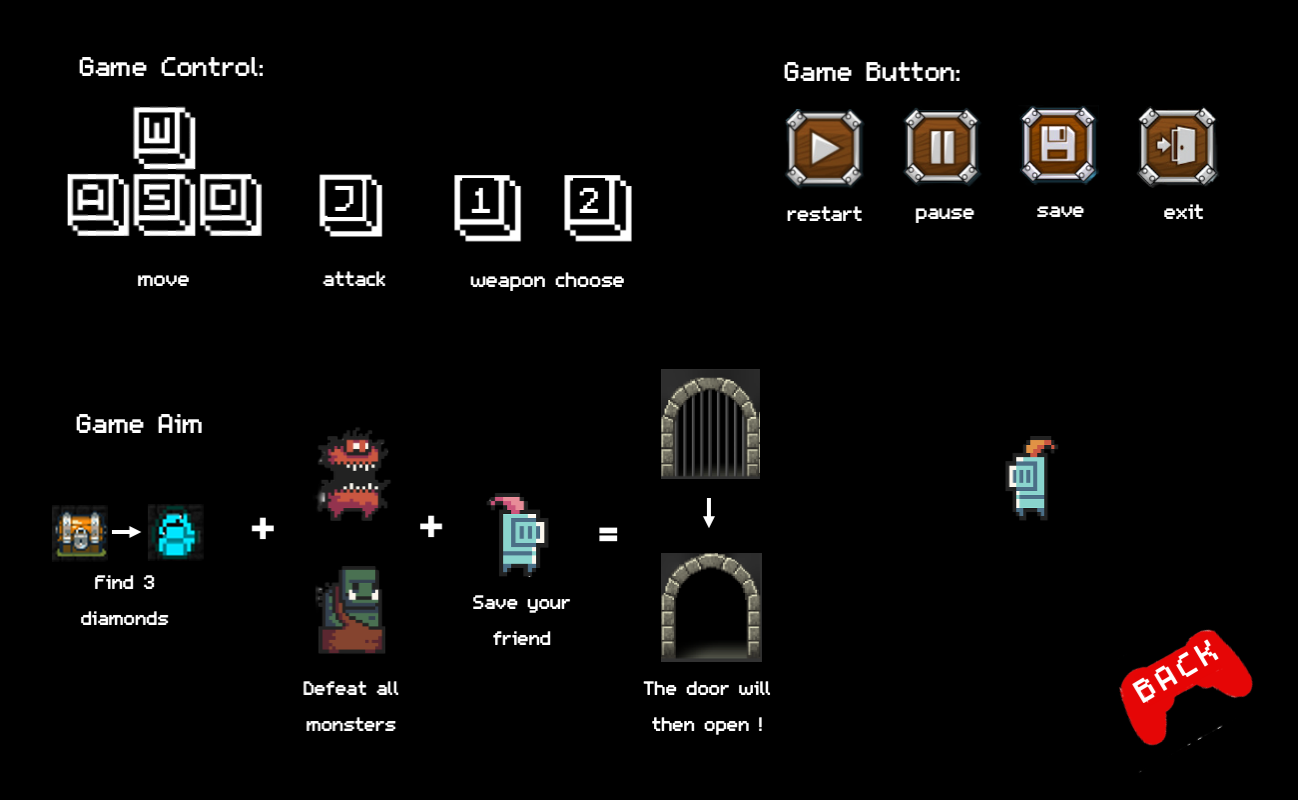 Game Control:
W
A S D
move
J
attack
1 2
weapon choose
Game Button:
restart
pause
save
exit
Game Aim
Find 3
diamonds
+
Defeat all
monsters
+
Save your
friend
=
The door will
then open !
BACK